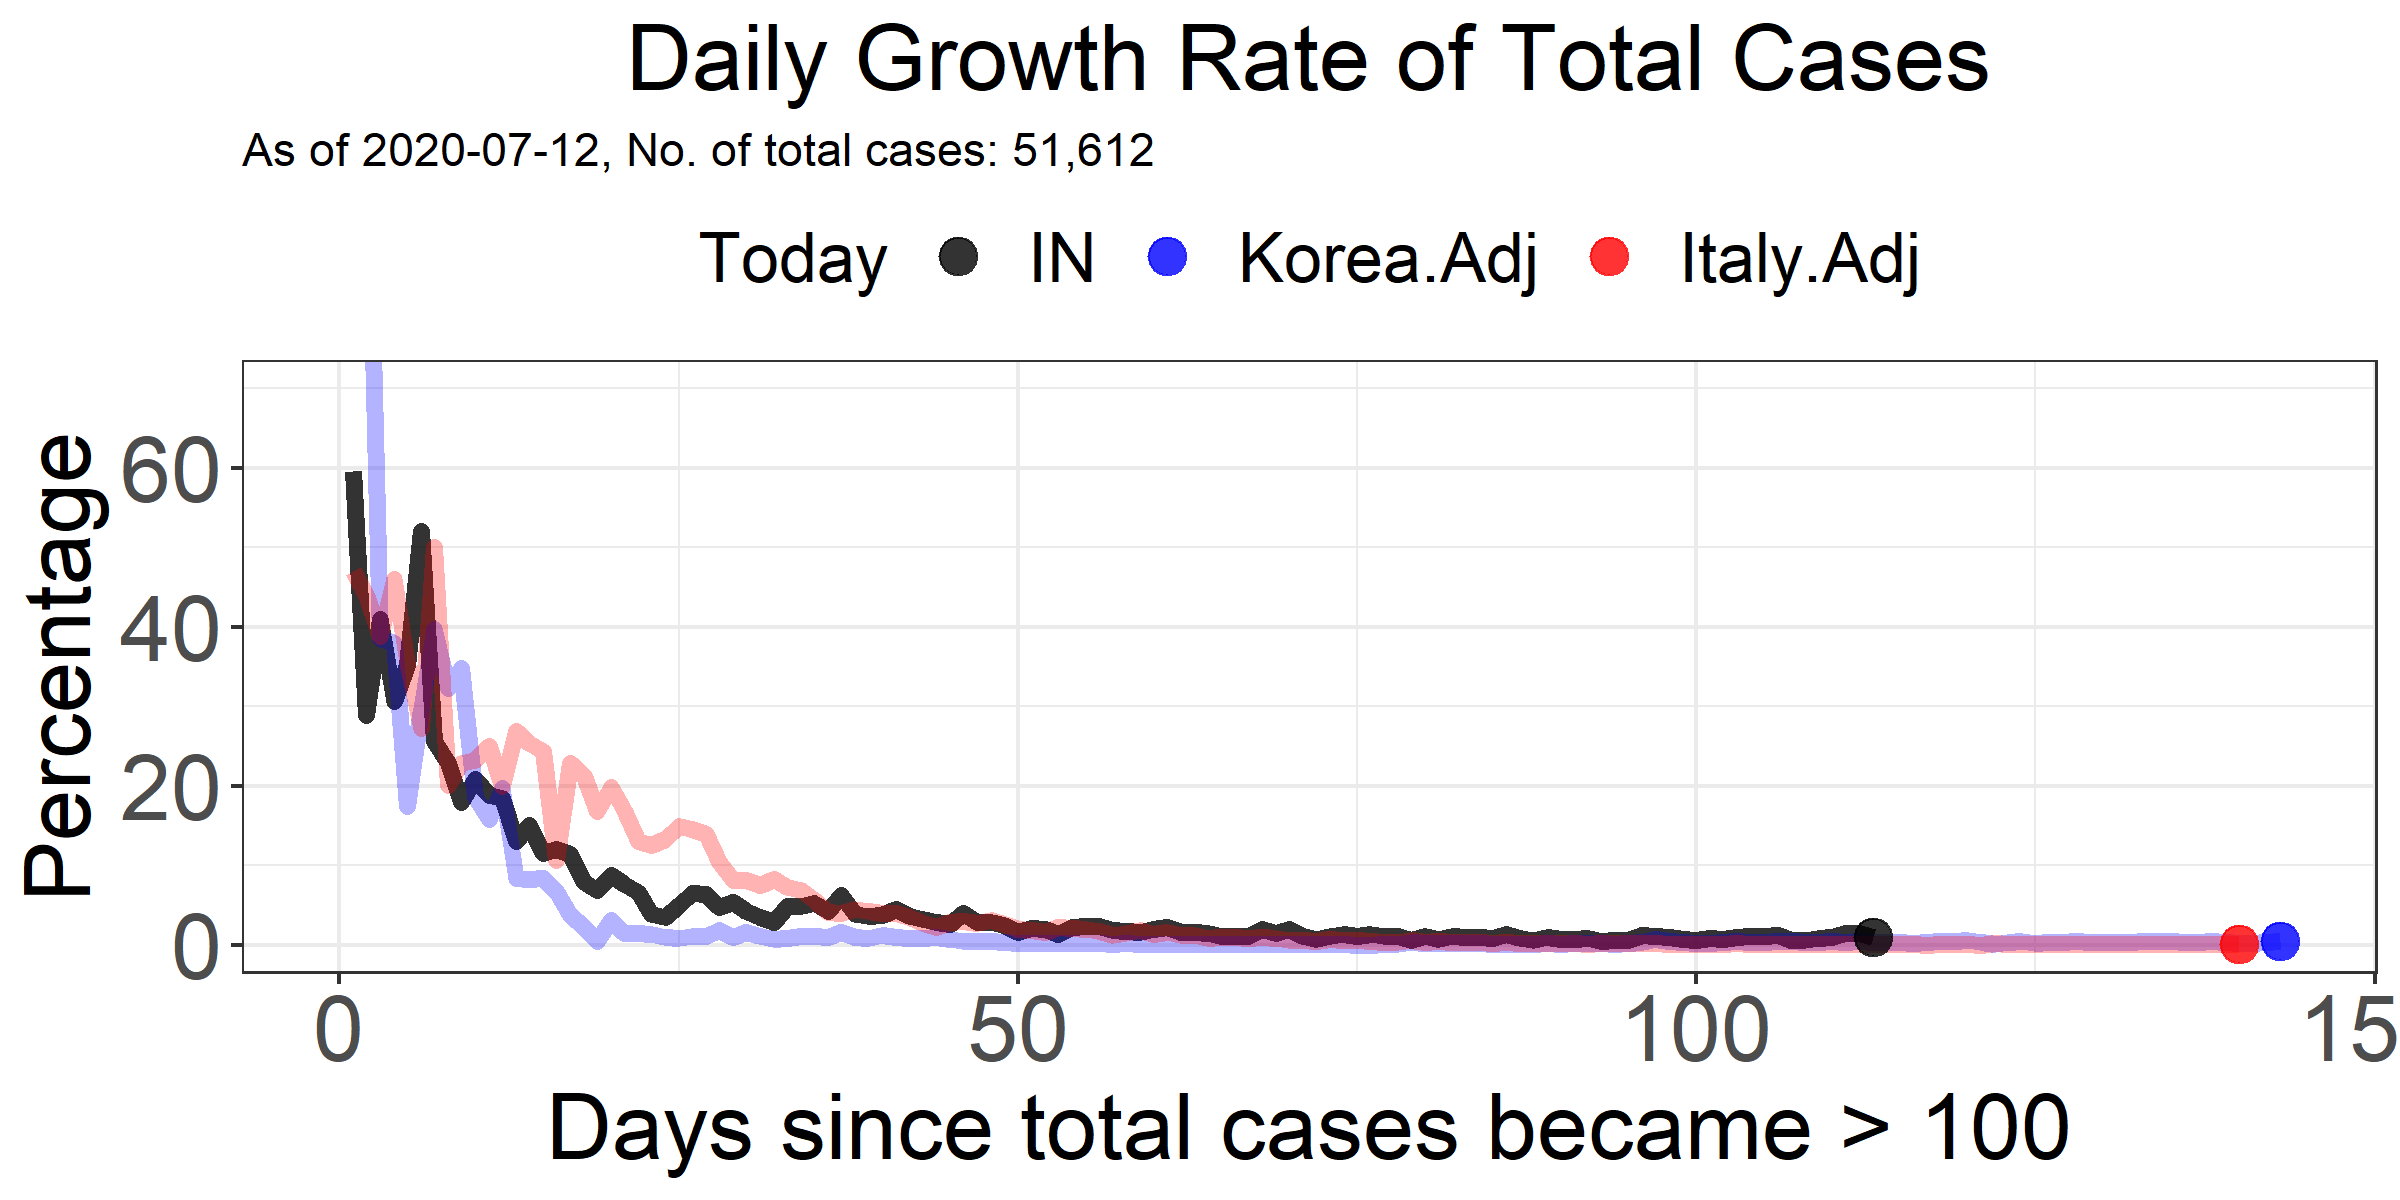 Daily Growth Rate of Total Cases
As of 2020-07-12, No. of total cases: 51,612
Today IN Korea.Adj Italy.Adj
Percentage
60
40
20
0
0 50 100 15
Days since total cases became > 100